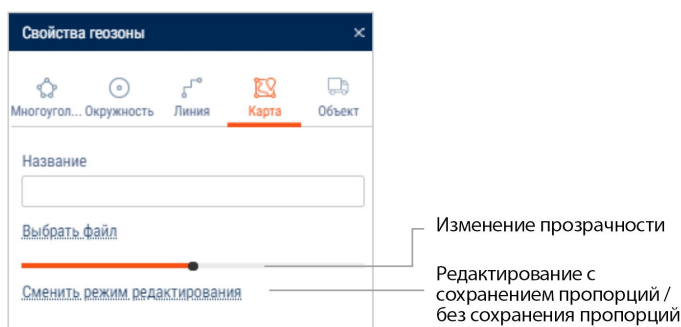 Свойства геозоны
Многоугол... Окружность Линия Карта Объект
Название
Выбрать файл
Изменение прозрачности
Сменить режим редактирования
Редактирование с
сохранением пропорций /
без сохранения пропорций